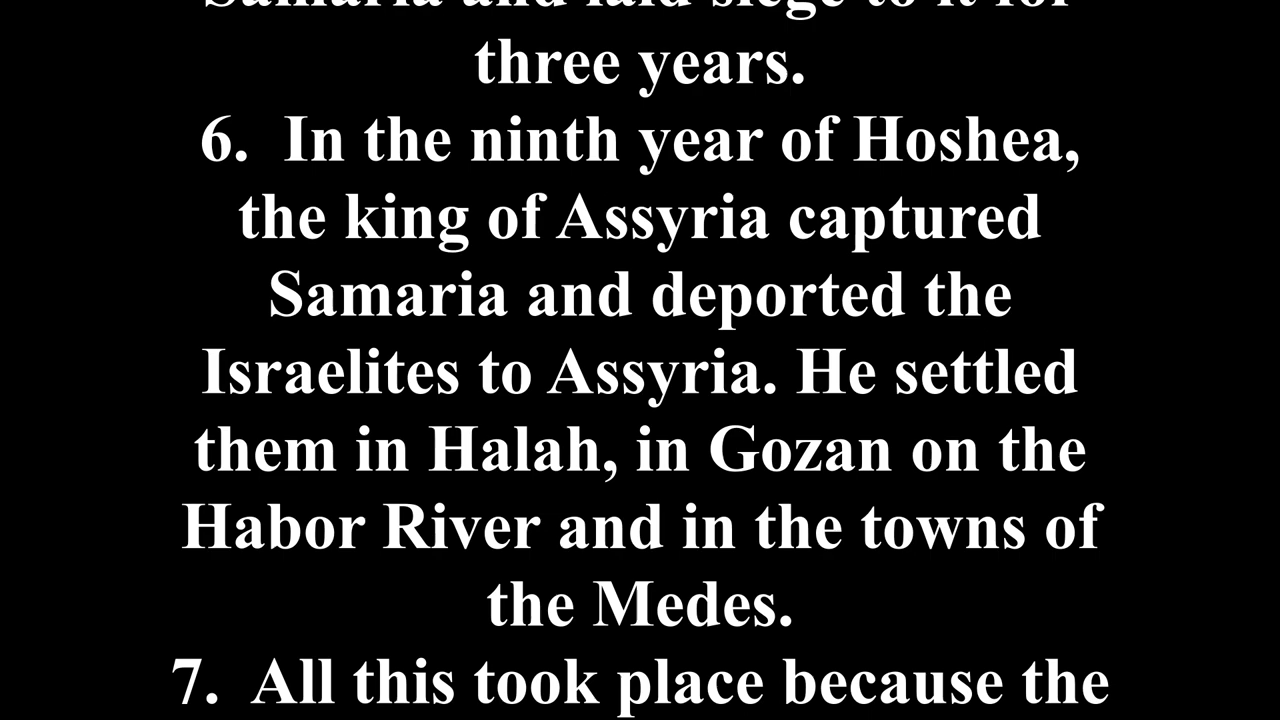 Samaria and laid siege to it for
three years.
6. In the ninth year of Hoshea,
the king of Assyria captured
Samaria and deported the
Israelites to Assyria. He settled
them in Halah, in Gozan on the
Habor River and in the towns of
the Medes.
7. All this took place because the